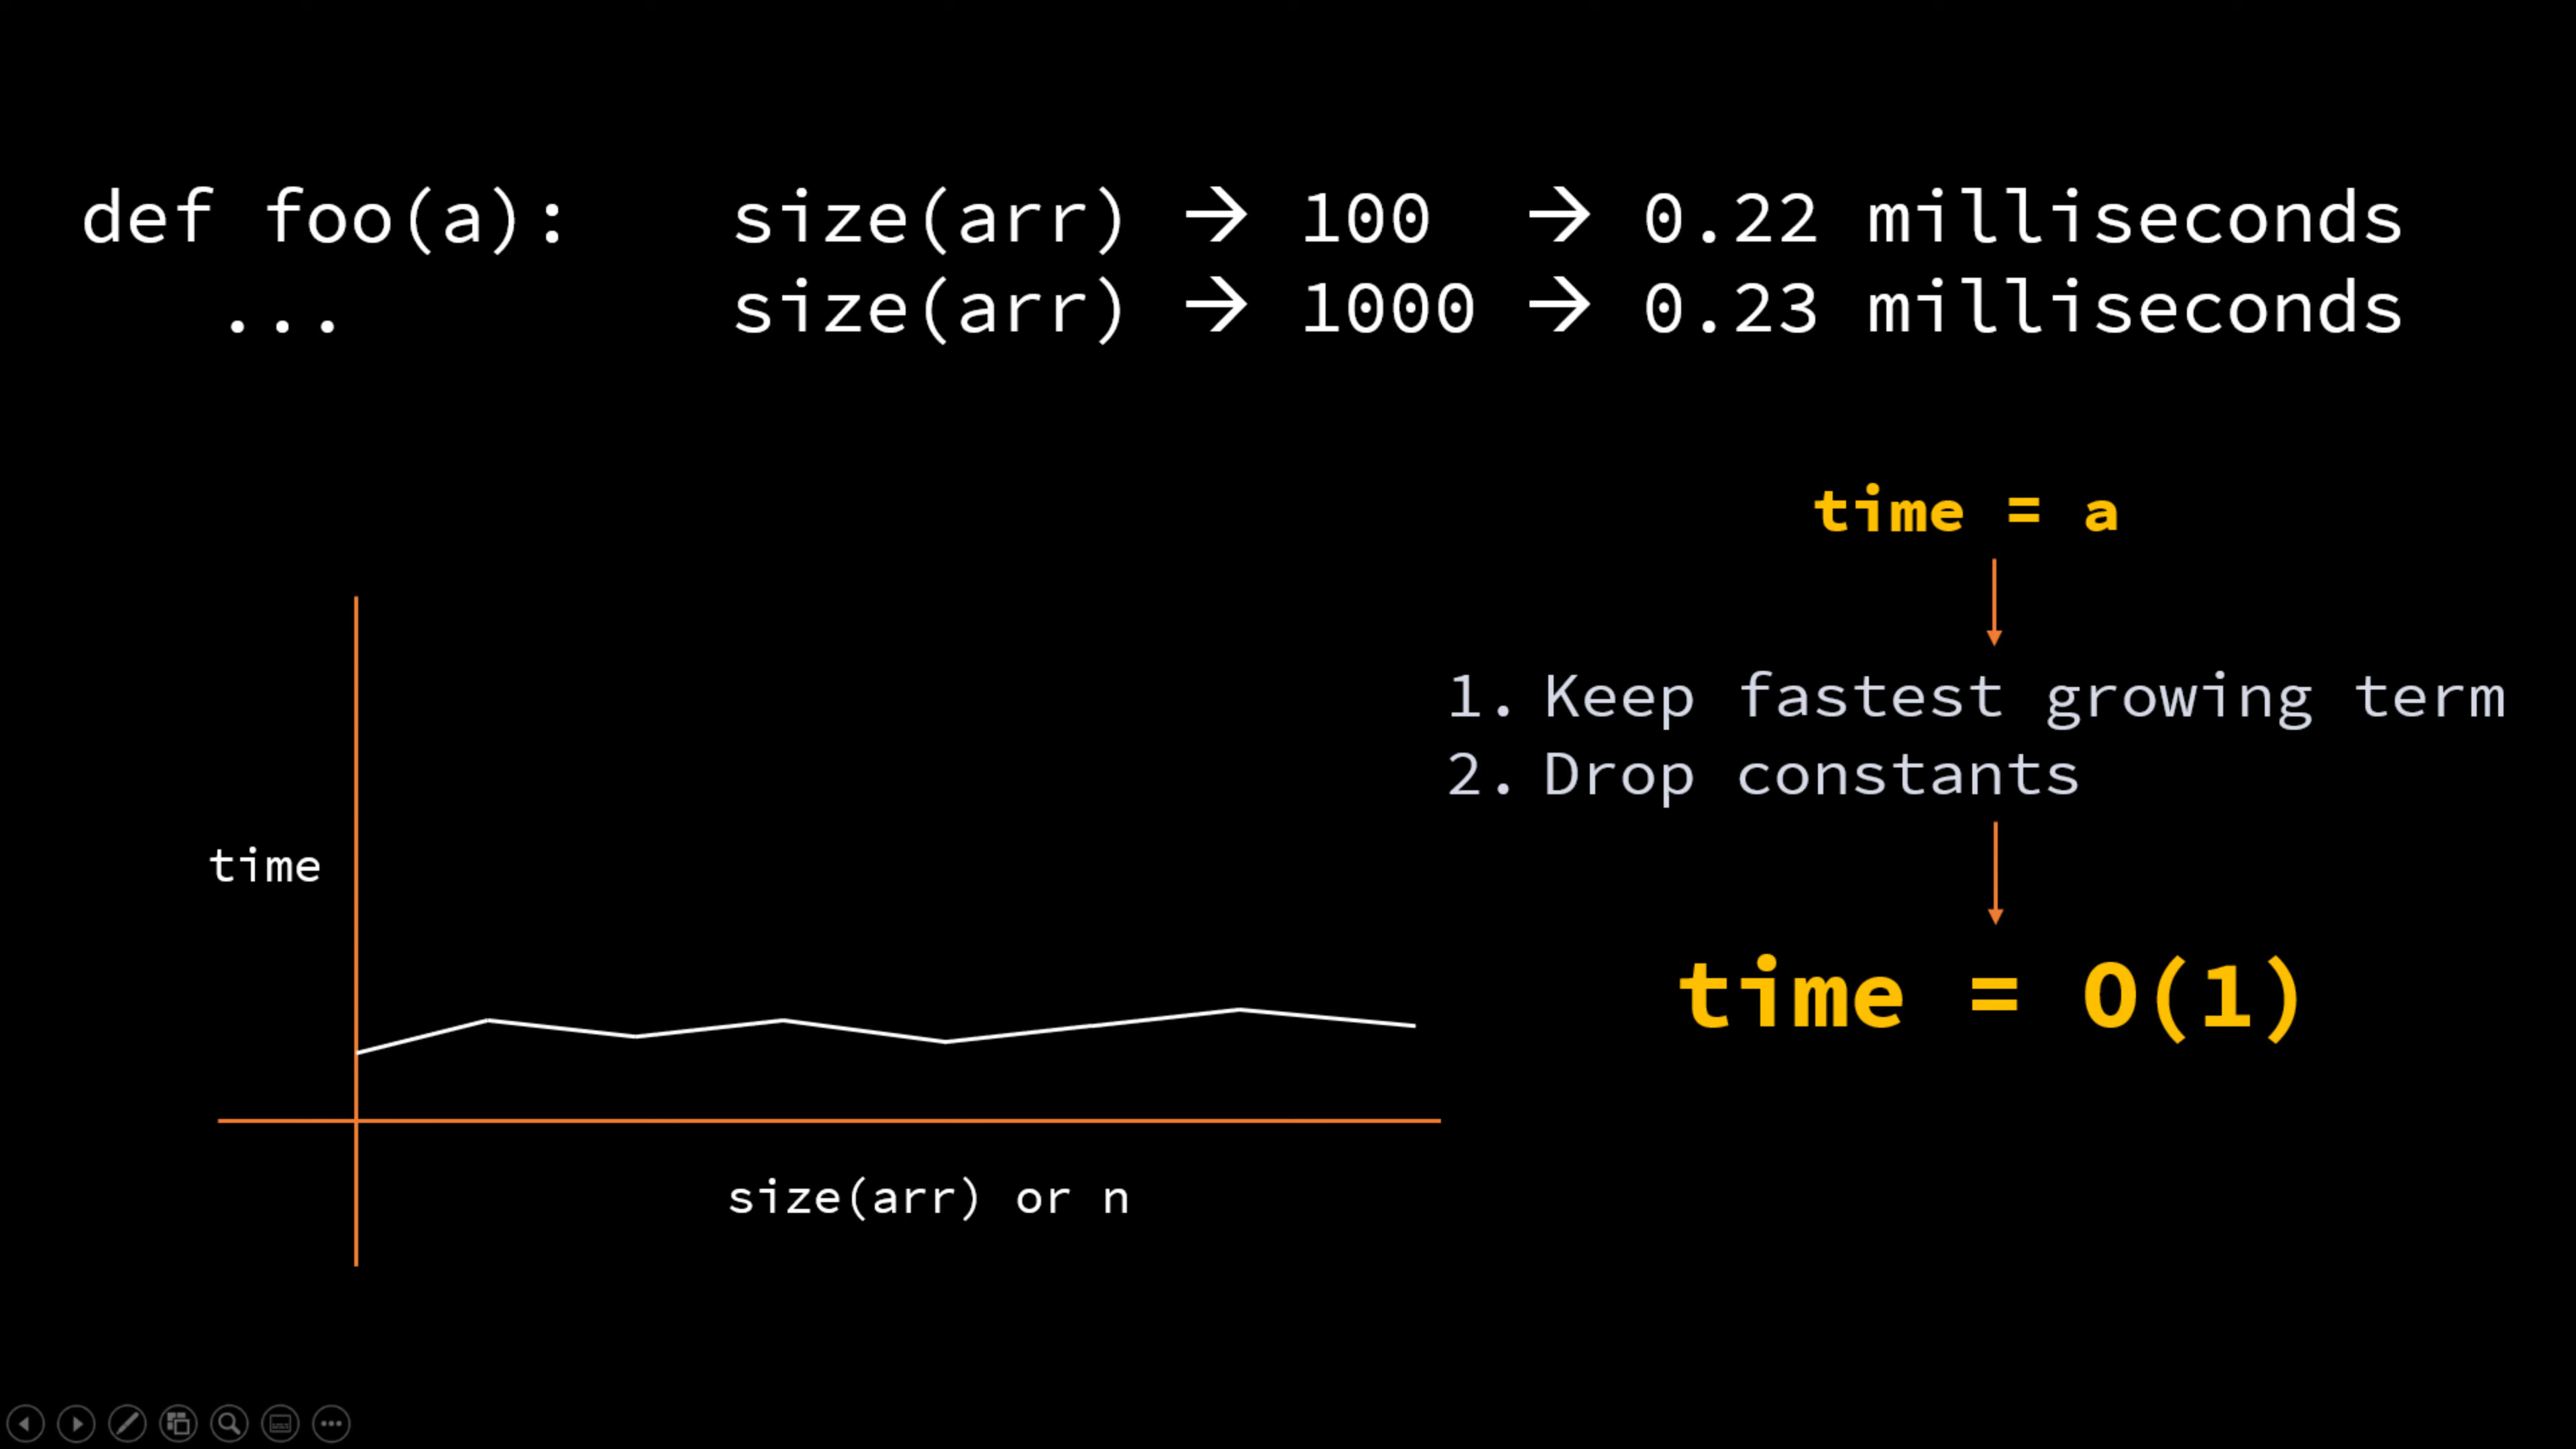 def foo(a):
...
size(arr) → 100 → 0.22 milliseconds
size(arr) → 1000 → 0.23 milliseconds
time = a
1. Keep fastest growing term
2. Drop constants
time = O(1)
time
size(arr) or n